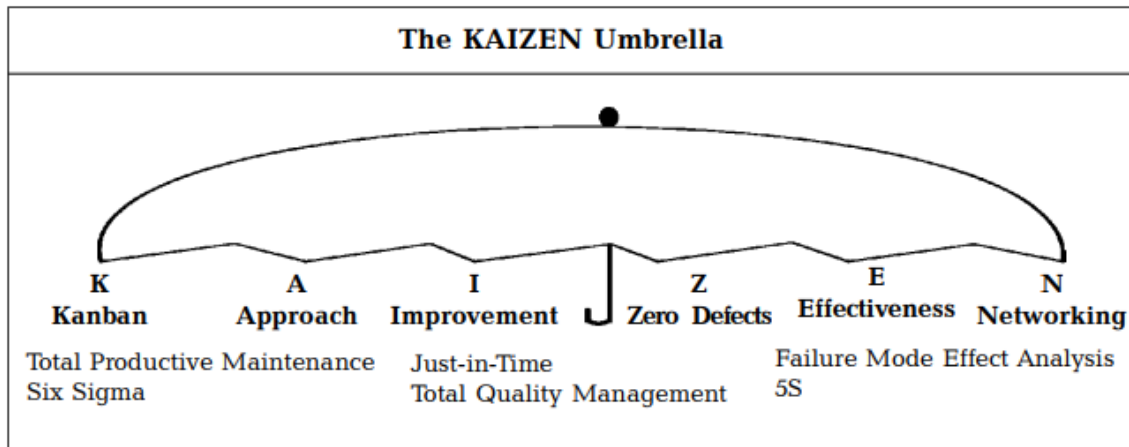 The KAIZEN Umbrella
K A I Z E N
Kanban Approach Improvement Zero Defects Effectiveness Networking
Total Productive Maintenance
Six Sigma
Just-in-Time
Total Quality Management
Failure Mode Effect Analysis
5S